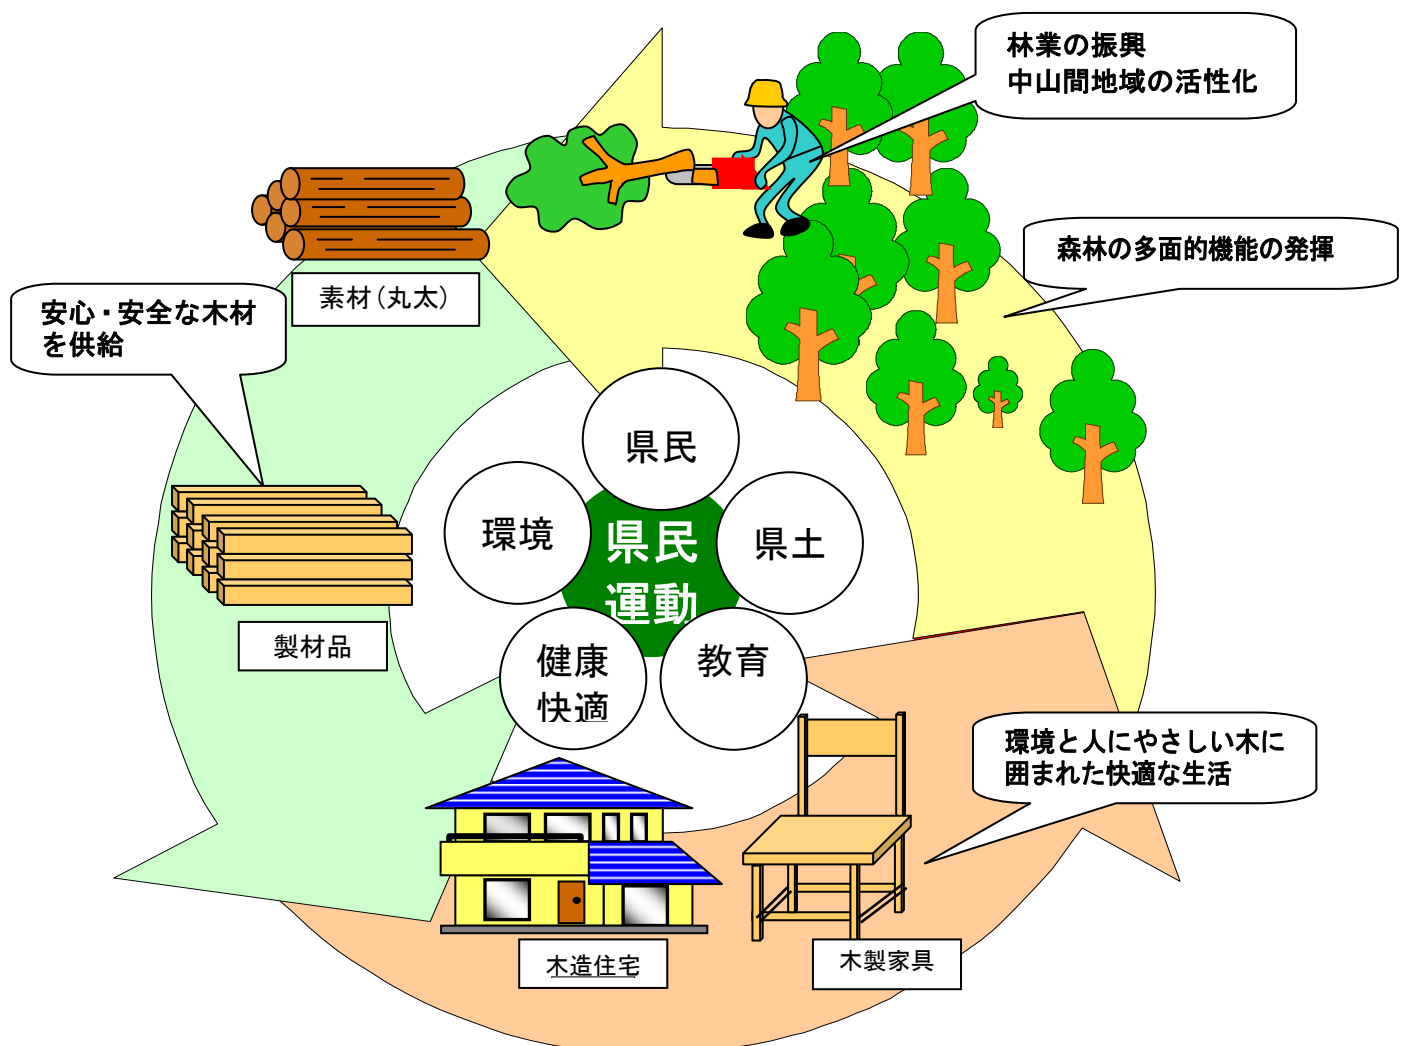 林業の振興
中山間地域の活性化
森林の多面的機能の発揮
素材（丸太）
安心・安全な木材
を供給
県民
環境
県民
運動
県土
製材品
健康
快適
教育
環境と人にやさしい木に
囲まれた快適な生活
木造住宅
木製家具